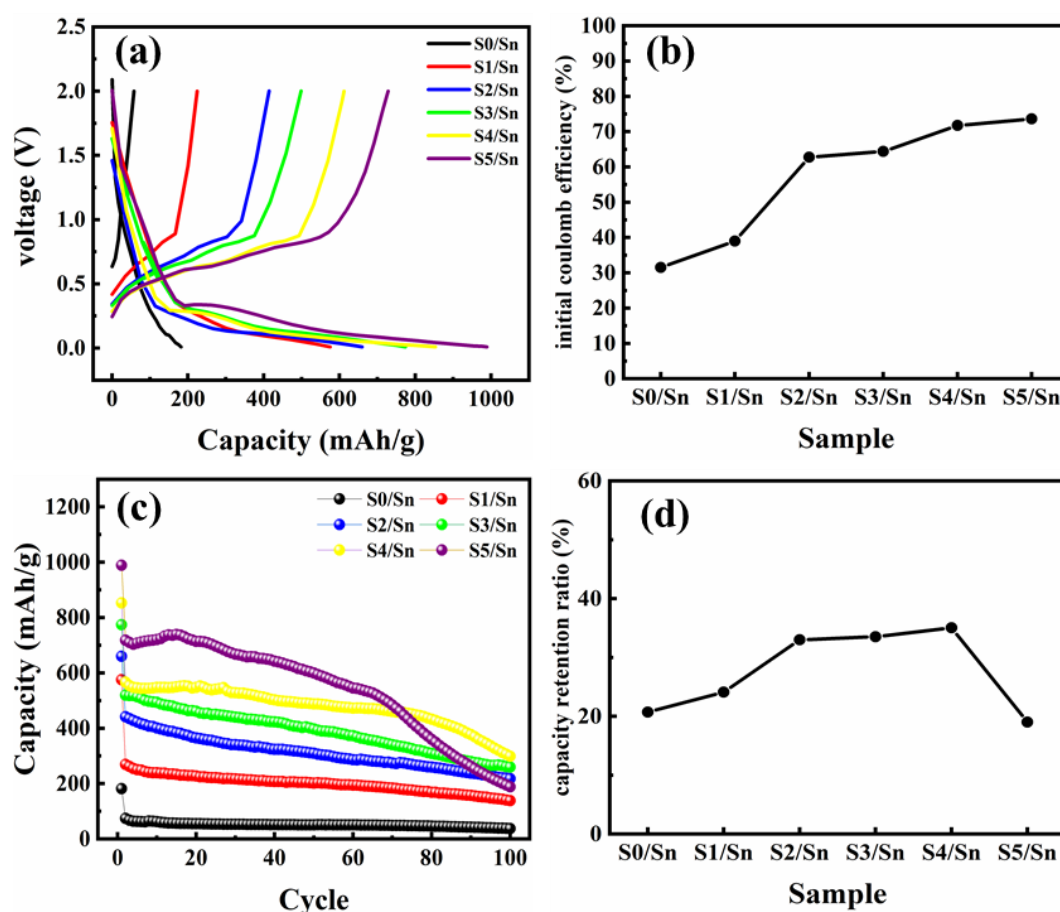 (a)
S0/Sn
S1/Sn
S2/Sn
S3/Sn
S4/Sn
S5/Sn
2.5
2.0
1.5
1.0
0.5
0.0
voltage (V)
0 200 400 600 800 1000
Capacity (mAh/g)
(b)
100
90
80
70
60
50
40
30
20
10
0
initial coulomb efficiency (%)
S0/Sn S1/Sn S2/Sn S3/Sn S4/Sn S5/Sn
Sample
(c)
S0/Sn S1/Sn
S2/Sn S3/Sn
S4/Sn S5/Sn
1200
1000
800
600
400
200
0
Capacity (mAh/g)
0 20 40 60 80 100
Cycle
(d)
60
40
20
0
capacity retention ratio (%)
S0/Sn S1/Sn S2/Sn S3/Sn S4/Sn S5/Sn
Sample